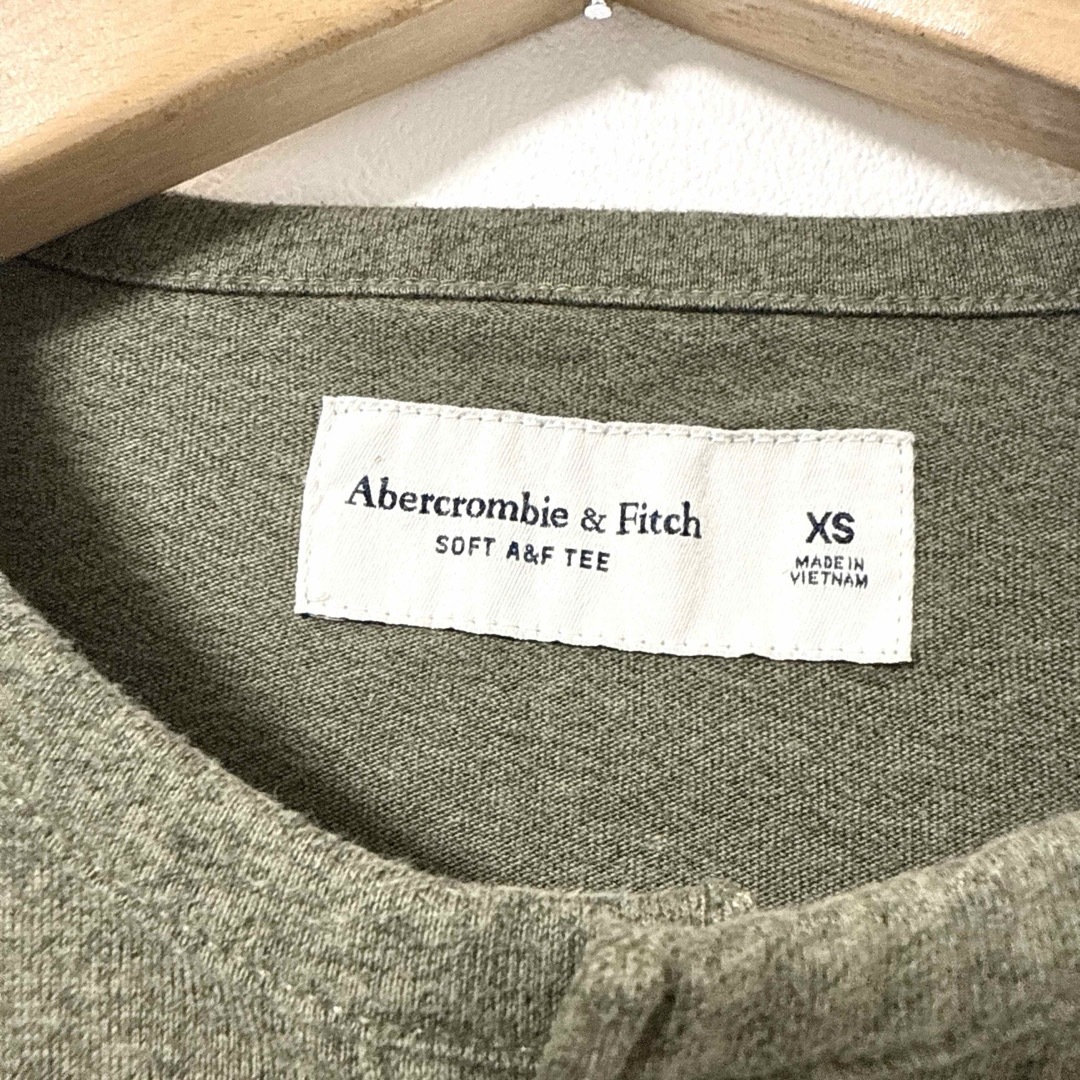 Abercrombie & Fitch
SOFT A&F TEE
XS
MADE IN
VIETNAM